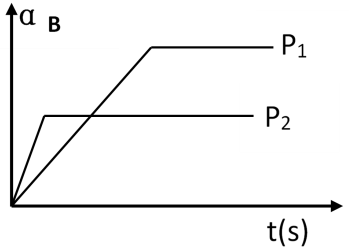 α B
P₁
P₂
t(s)